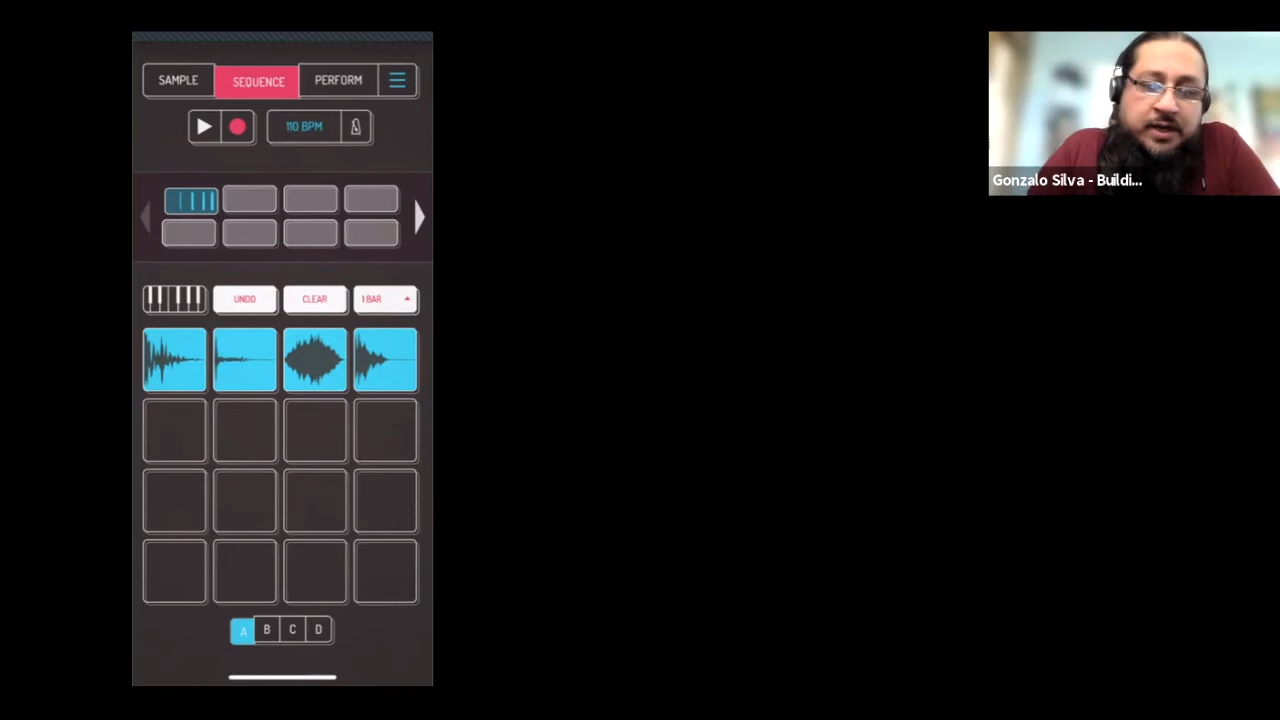 SAMPLE
SEQUENCE
PERFORM
110 BPM
UNDO
CLEAR
1 BAR
A
B
C
D
Gonzalo Silva - Buildi...